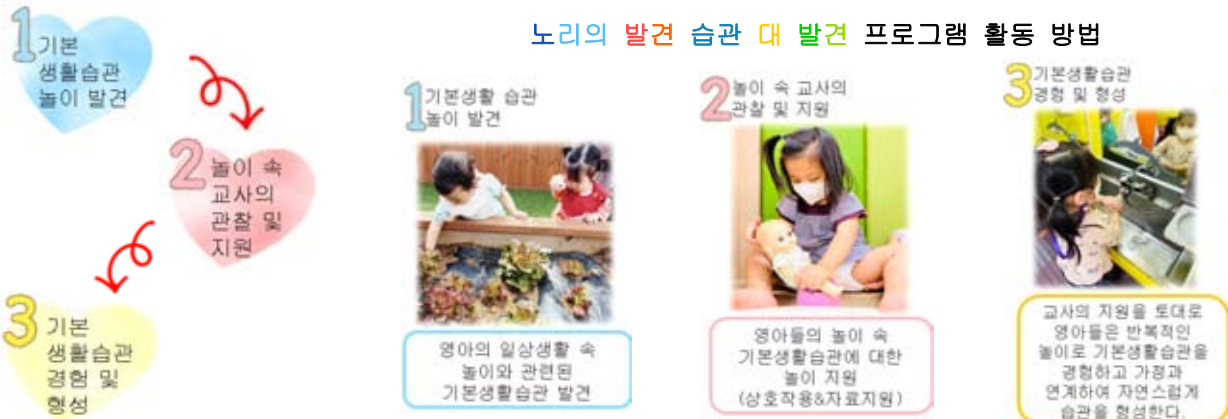 노리의 발견 습관 대 발견 프로그램 활동 방법
1 기본
생활습관
놀이 발견
2 놀이 속
교사의
관찰 및
지원
3 기본
생활습관
경험 및
형성
1 기본생활 습관
놀이 발견
영아의 일상생활 속
놀이와 관련된
기본생활습관 발견
2 놀이 속 교사의
관찰 및 지원
영아들의 놀이 속
기본생활습관에 대한
놀이 지원
(상호작용&자료지원)
3 기본생활습관
경험 및 형성
교사의 지원을 토대로
영아들은 반복적인
놀이로 기본생활습관을
경험하고 가정과
연계하여 자연스럽게
습관을 형성한다.